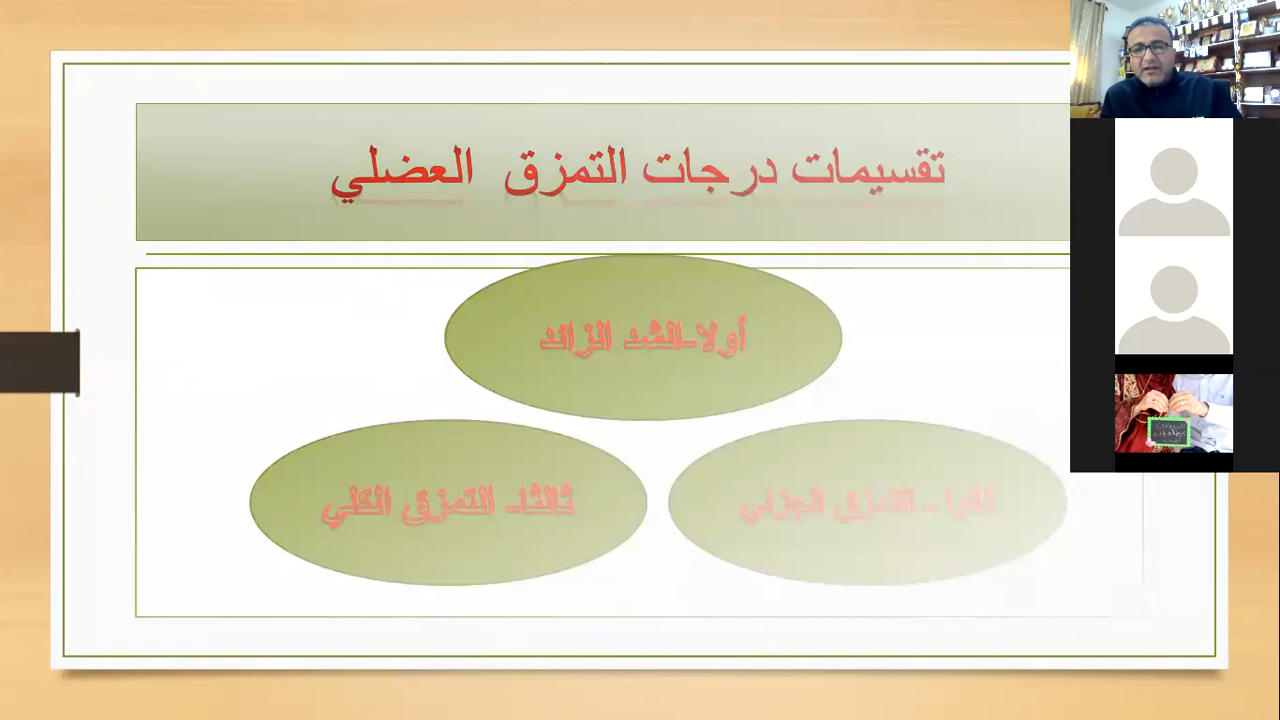 تقسيمات درجات التمزق العضلي
أولا-الشد الزائد
ثانيا - التمزق الجزئي
ثالثا- التمزق الكلي